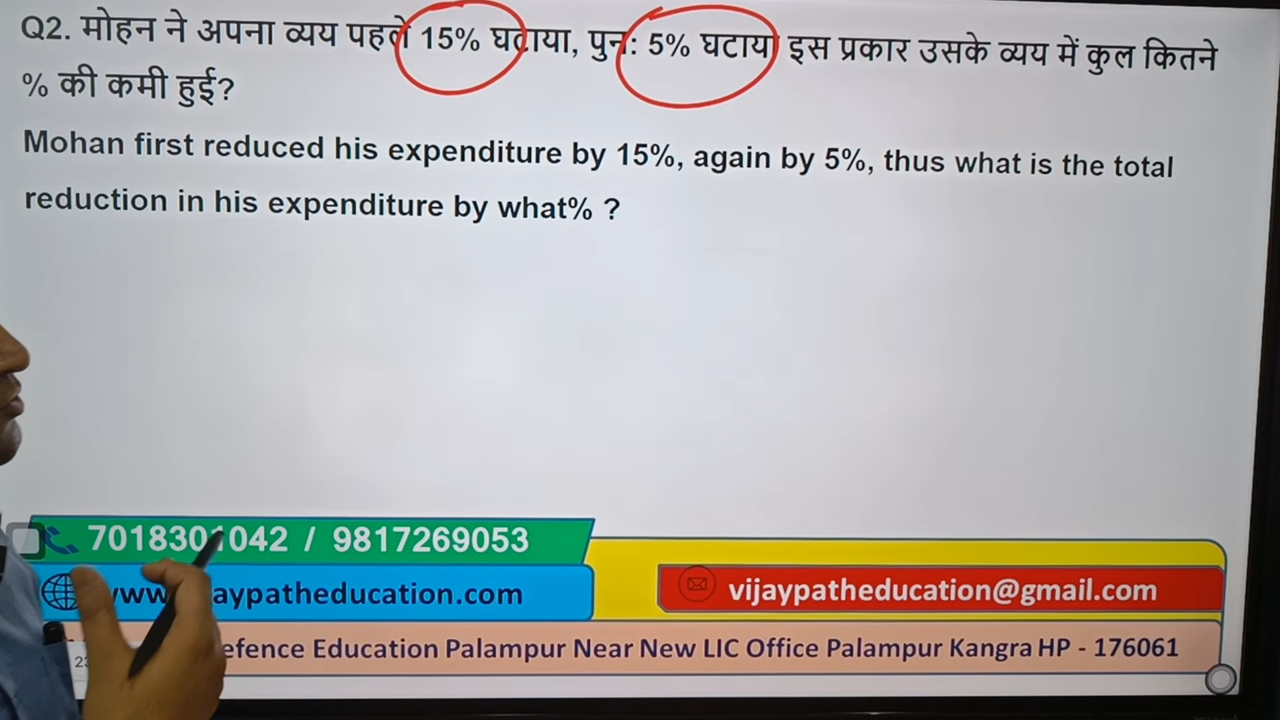 Q2. मोहन ने अपना व्यय पहले 15% घटाया, पुन: 5% घटाया इस प्रकार उसके व्यय में कुल कितने
% की कमी हुई?
Mohan first reduced his expenditure by 15%, again by 5%, thus what is the total
reduction in his expenditure by what% ?
7018301042 / 9817269053
aypatheducation.com
vijaypatheducation@gmail.com
efence Education Palampur Near New LIC Office Palampur Kangra HP - 176061